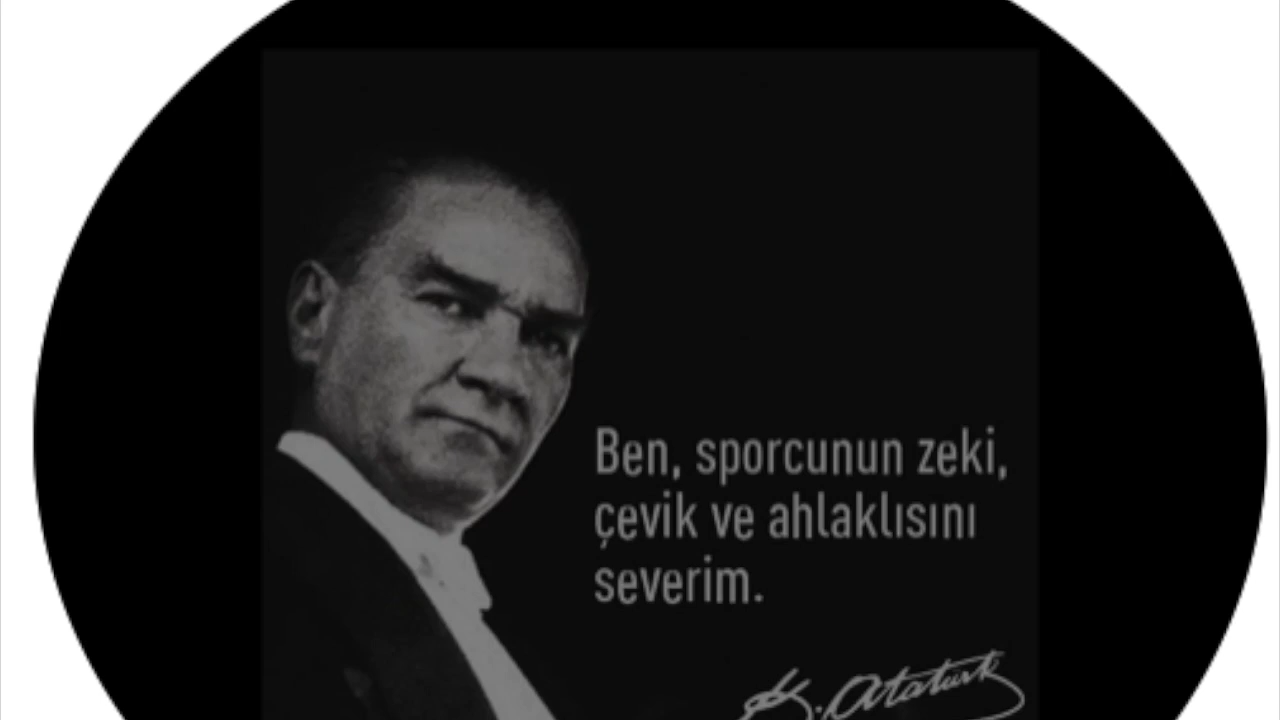 Ben, sporcunun zeki,
çevik ve ahlaklısını
severim.
K. Atatürk